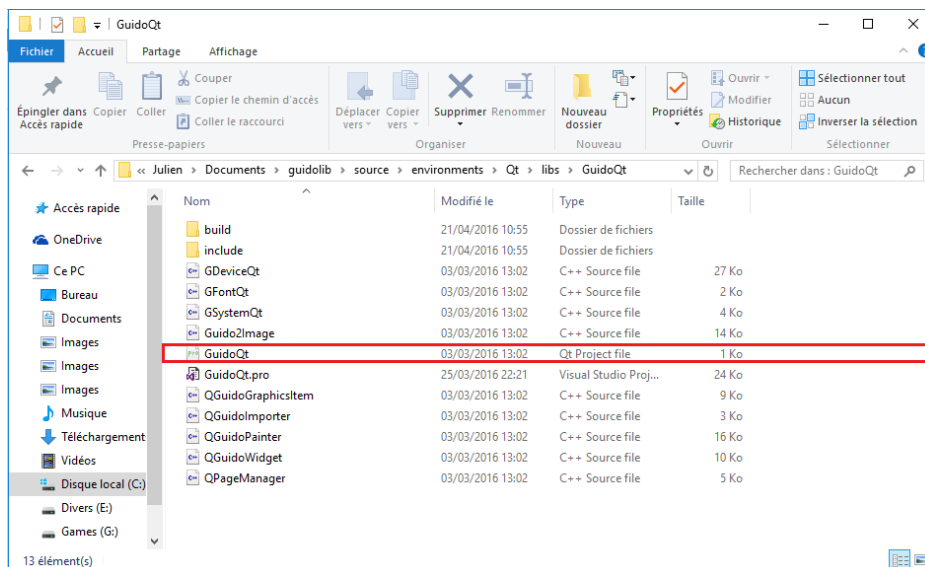 GuidoQt
Fichier Accueil Partage Affichage
Épingler dans Accès rapide
Copier
Coller
Couper
Copier le chemin d'accès
Coller le raccourci
Presse-papiers
Déplacer vers
Copier vers
Supprimer
Renommer
Organiser
Nouveau dossier
Nouveau
Propriétés
Ouvrir
Modifier
Historique
Ouvrir
Sélectionner tout
Aucun
Inverser la sélection
Sélectionner
« Julien > Documents > guidolib > source > environments > Qt > libs > GuidoQt
Rechercher dans : GuidoQt
Accès rapide
OneDrive
Ce PC
Bureau
Documents
Images
Images
Images
Musique
Téléchargement
Vidéos
Disque local (C:)
Divers (E:)
Games (G:)
Nom Modifié le Type Taille
build 21/04/2016 10:55 Dossier de fichiers
include 21/04/2016 10:55 Dossier de fichiers
GDeviceQt 03/03/2016 13:02 C++ Source file 27 Ko
GFontQt 03/03/2016 13:02 C++ Source file 2 Ko
GSystemQt 03/03/2016 13:02 C++ Source file 4 Ko
Guido2Image 03/03/2016 13:02 C++ Source file 14 Ko
GuidoQt 03/03/2016 13:02 Qt Project file 1 Ko
GuidoQt.pro 25/03/2016 22:21 Visual Studio Proj... 24 Ko
QGuidoGraphicsItem 03/03/2016 13:02 C++ Source file 9 Ko
QGuidoImporter 03/03/2016 13:02 C++ Source file 3 Ko
QGuidoPainter 03/03/2016 13:02 C++ Source file 16 Ko
QGuidoWidget 03/03/2016 13:02 C++ Source file 10 Ko
QPageManager 03/03/2016 13:02 C++ Source file 5 Ko
13 élément(s)